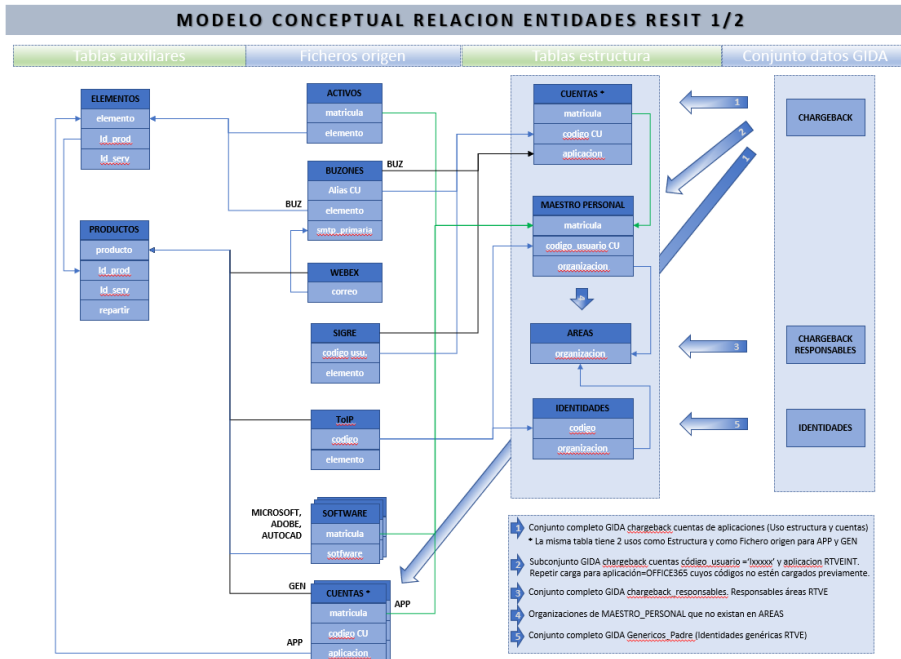 MODELO CONCEPTUAL RELACION ENTIDADES RESIT 1/2
Tablas auxiliares
Ficheros origen
Tablas estructura
Conjunto datos GIDA
ELEMENTOS
elemento
Id_prod
Id_serv
PRODUCTOS
producto
Id_prod
Id_serv
repartir
ACTIVOS
matricula
elemento
BUZONES
BUZ
Alias CU
elemento
BUZ
smtp_primaria
WEBEX
correo
SIGRE
codigo usu.
elemento
ToIP
codigo
elemento
MICROSOFT,
ADOBE,
AUTOCAD
SOFTWARE
matricula
sotfware
GEN
CUENTAS *
matricula
APP
codigo CU
APP
aplicacion
CUENTAS *
matricula
codigo CU
aplicacion
MAESTRO PERSONAL
matricula
codigo_usuario CU
organizacion
4
AREAS
organizacion
IDENTIDADES
codigo
organizacion
1
2
1
3
5
CHARGEBACK
CHARGEBACK
RESPONSABLES
IDENTIDADES
1 Conjunto completo GIDA chargeback cuentas de aplicaciones (Uso estructura y cuentas)
* La misma tabla tiene 2 usos como Estructura y como Fichero origen para APP y GEN
2 Subconjunto GIDA chargeback cuentas código_usuario ='Ixxxxx' y aplicacion RTVEINT.
Repetir carga para aplicación=OFFICE365 cuyos códigos no estén cargados previamente.
3 Conjunto completo GIDA chargeback_responsables. Responsables áreas RTVE
4 Organizaciones de MAESTRO_PERSONAL que no existan en AREAS
5 Conjunto completo GIDA Genericos_Padre (Identidades genéricas RTVE)